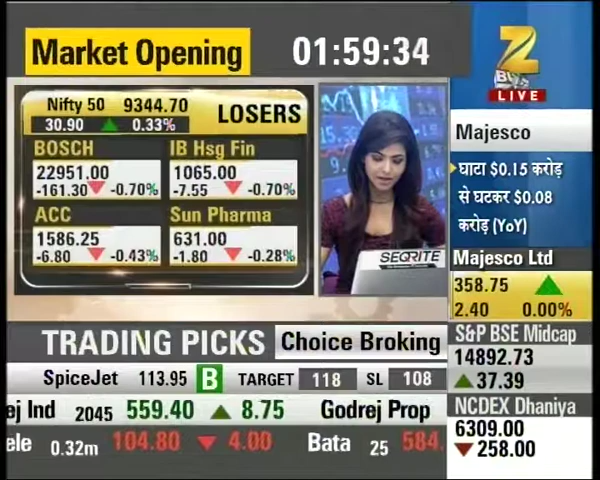 Market Opening
01:59:34
LIVE
Nifty 50 9344.70
30.90 0.33%
LOSERS
BOSCH
22951.00
-161.30 -0.70%
IB Hsg Fin
1065.00
-7.55 -0.70%
ACC
1586.25
-6.80 -0.43%
Sun Pharma
631.00
-1.80 -0.28%
SEQRITE
Majesco
घाटा $0.15 करोड़
से घटकर $0.08
करोड़ (YoY)
Majesco Ltd
358.75
2.40 0.00%
TRADING PICKS
Choice Broking
SpiceJet 113.95 B TARGET 118 SL 108
ej Ind 2045 559.40 8.75 Godrej Prop
ele 0.32m 104.80 4.00 Bata 25 584.
S&P BSE Midcap
14892.73
37.39
NCDEX Dhaniya
6309.00
258.00